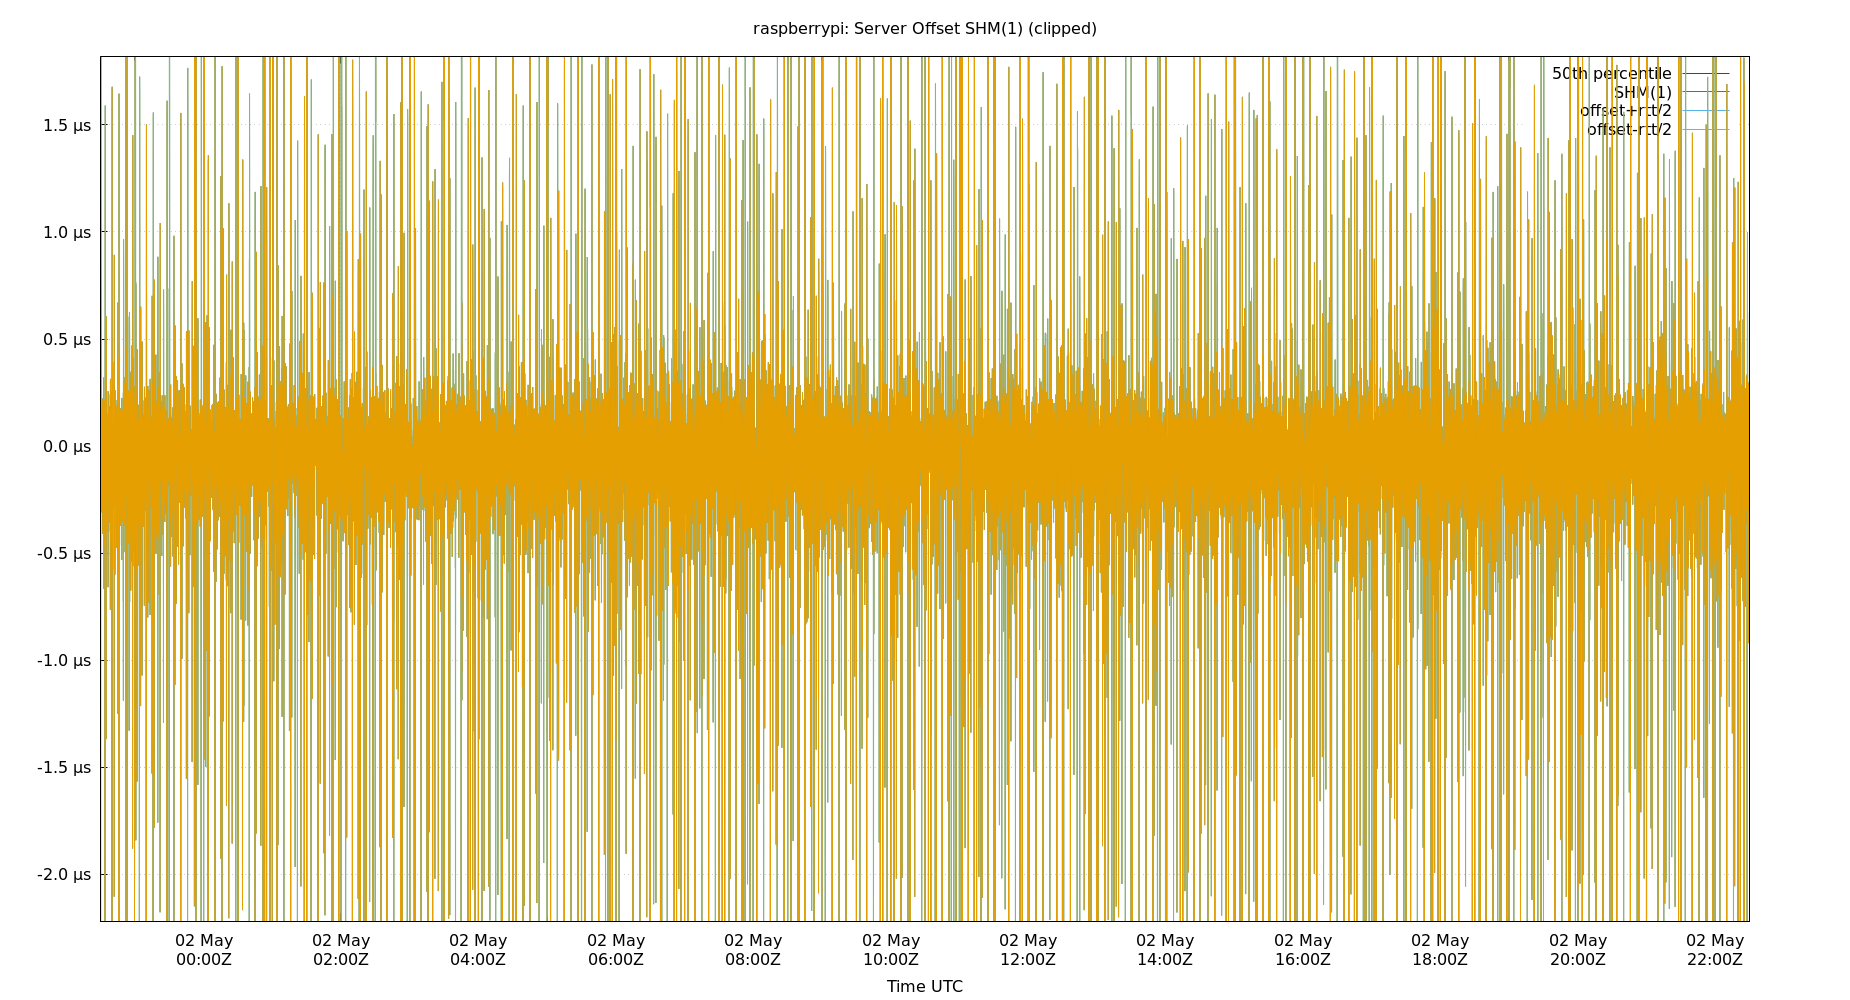 raspberrypi: Server Offset SHM(1) (clipped)
50th percentile
SHM(1)
offset+rtt/2
offset-rtt/2
1.5 µs
1.0 µs
0.5 µs
0.0 µs
-0.5 µs
-1.0 µs
-1.5 µs
-2.0 µs
02 May 02 May 02 May 02 May 02 May 02 May 02 May 02 May 02 May 02 May 02 May 02 May
00:00Z 02:00Z 04:00Z 06:00Z 08:00Z 10:00Z 12:00Z 14:00Z 16:00Z 18:00Z 20:00Z 22:00Z
Time UTC